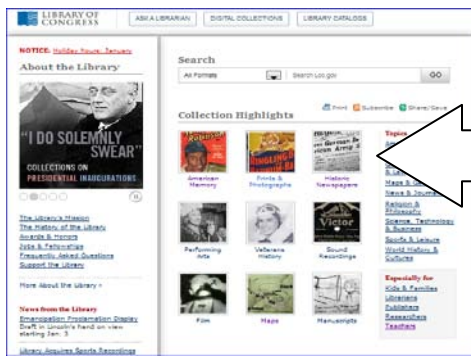 LIBRARY OF
CONGRESS
ASK A LIBRARIAN
DIGITAL COLLECTIONS
LIBRARY CATALOGS
NOTICE: Holiday hours, January
About the Library
"I DO SOLEMNLY
SWEAR"
COLLECTIONS ON
PRESIDENTIAL INAUGURATIONS
The Library's Mission
The History of the Library
Awards & Honors
Jobs & Fellowships
Frequently Asked Questions
Support the Library
More About the Library »
News from the Library
Emancipation Proclamation Display
Draft in Lincoln's hand on view
starting Jan. 3
Library Acquires Sports Recordings
Search
All Formats
Search Loc.gov
GO
Collection Highlights
Print
Subscribe
Share/Save
American
Memory
Prints &
Photographs
Historic
Newspapers
Performing
Arts
Veterans
History
Victor
Sound
Recordings
Film
Maps
Manuscripts
Topics
& L
Maps & G
News & Journ
Religion &
Philosophy
Science, Technology
& Business
Sports & Leisure
World History &
Cultures
Especially for
Kids & Families
Librarians
Publishers
Researchers
Teachers